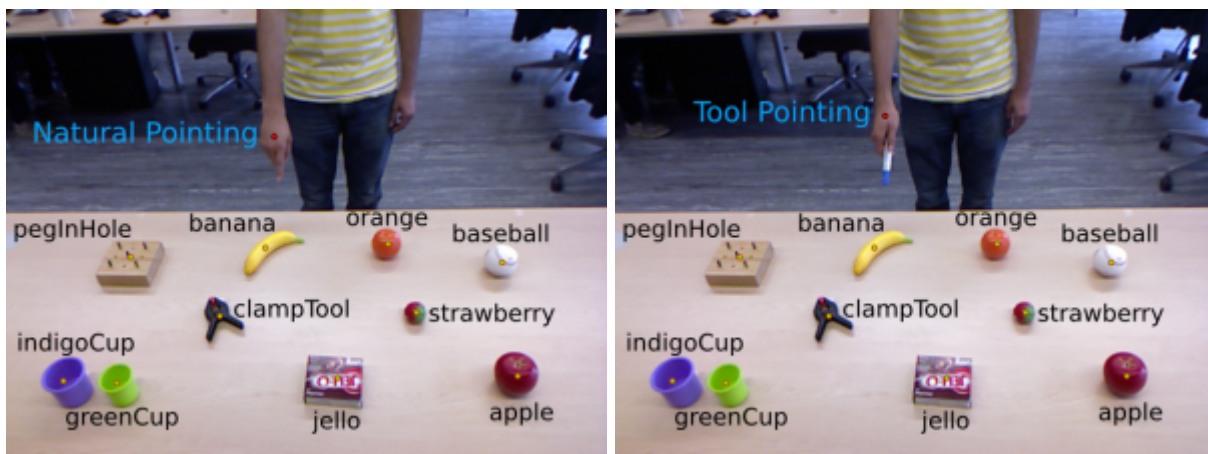 Natural Pointing
pegInHole
banana
orange
baseball
clampTool
strawberry
indigoCup
greenCup
jello
apple
Tool Pointing
pegInHole
banana
orange
baseball
clampTool
strawberry
indigoCup
greenCup
jello
apple